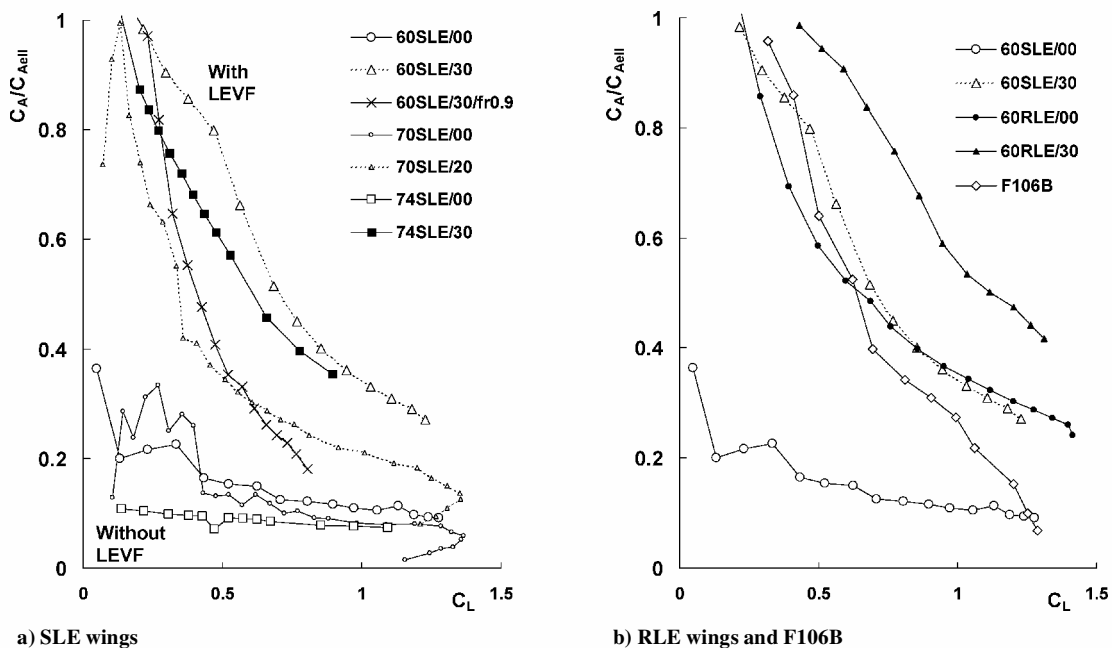 1
0.8
0.6
0.4
0.2
0
C_A/C_Aell
With
LEVF
60SLE/00
60SLE/30
60SLE/30/fr0.9
70SLE/00
70SLE/20
74SLE/00
74SLE/30
Without
LEVF
0
0.5
1
1.5
C_L
a) SLE wings
1
0.8
0.6
0.4
0.2
0
C_A/C_Aell
60SLE/00
60SLE/30
60RLE/00
60RLE/30
F106B
0
0.5
1
1.5
C_L
b) RLE wings and F106B